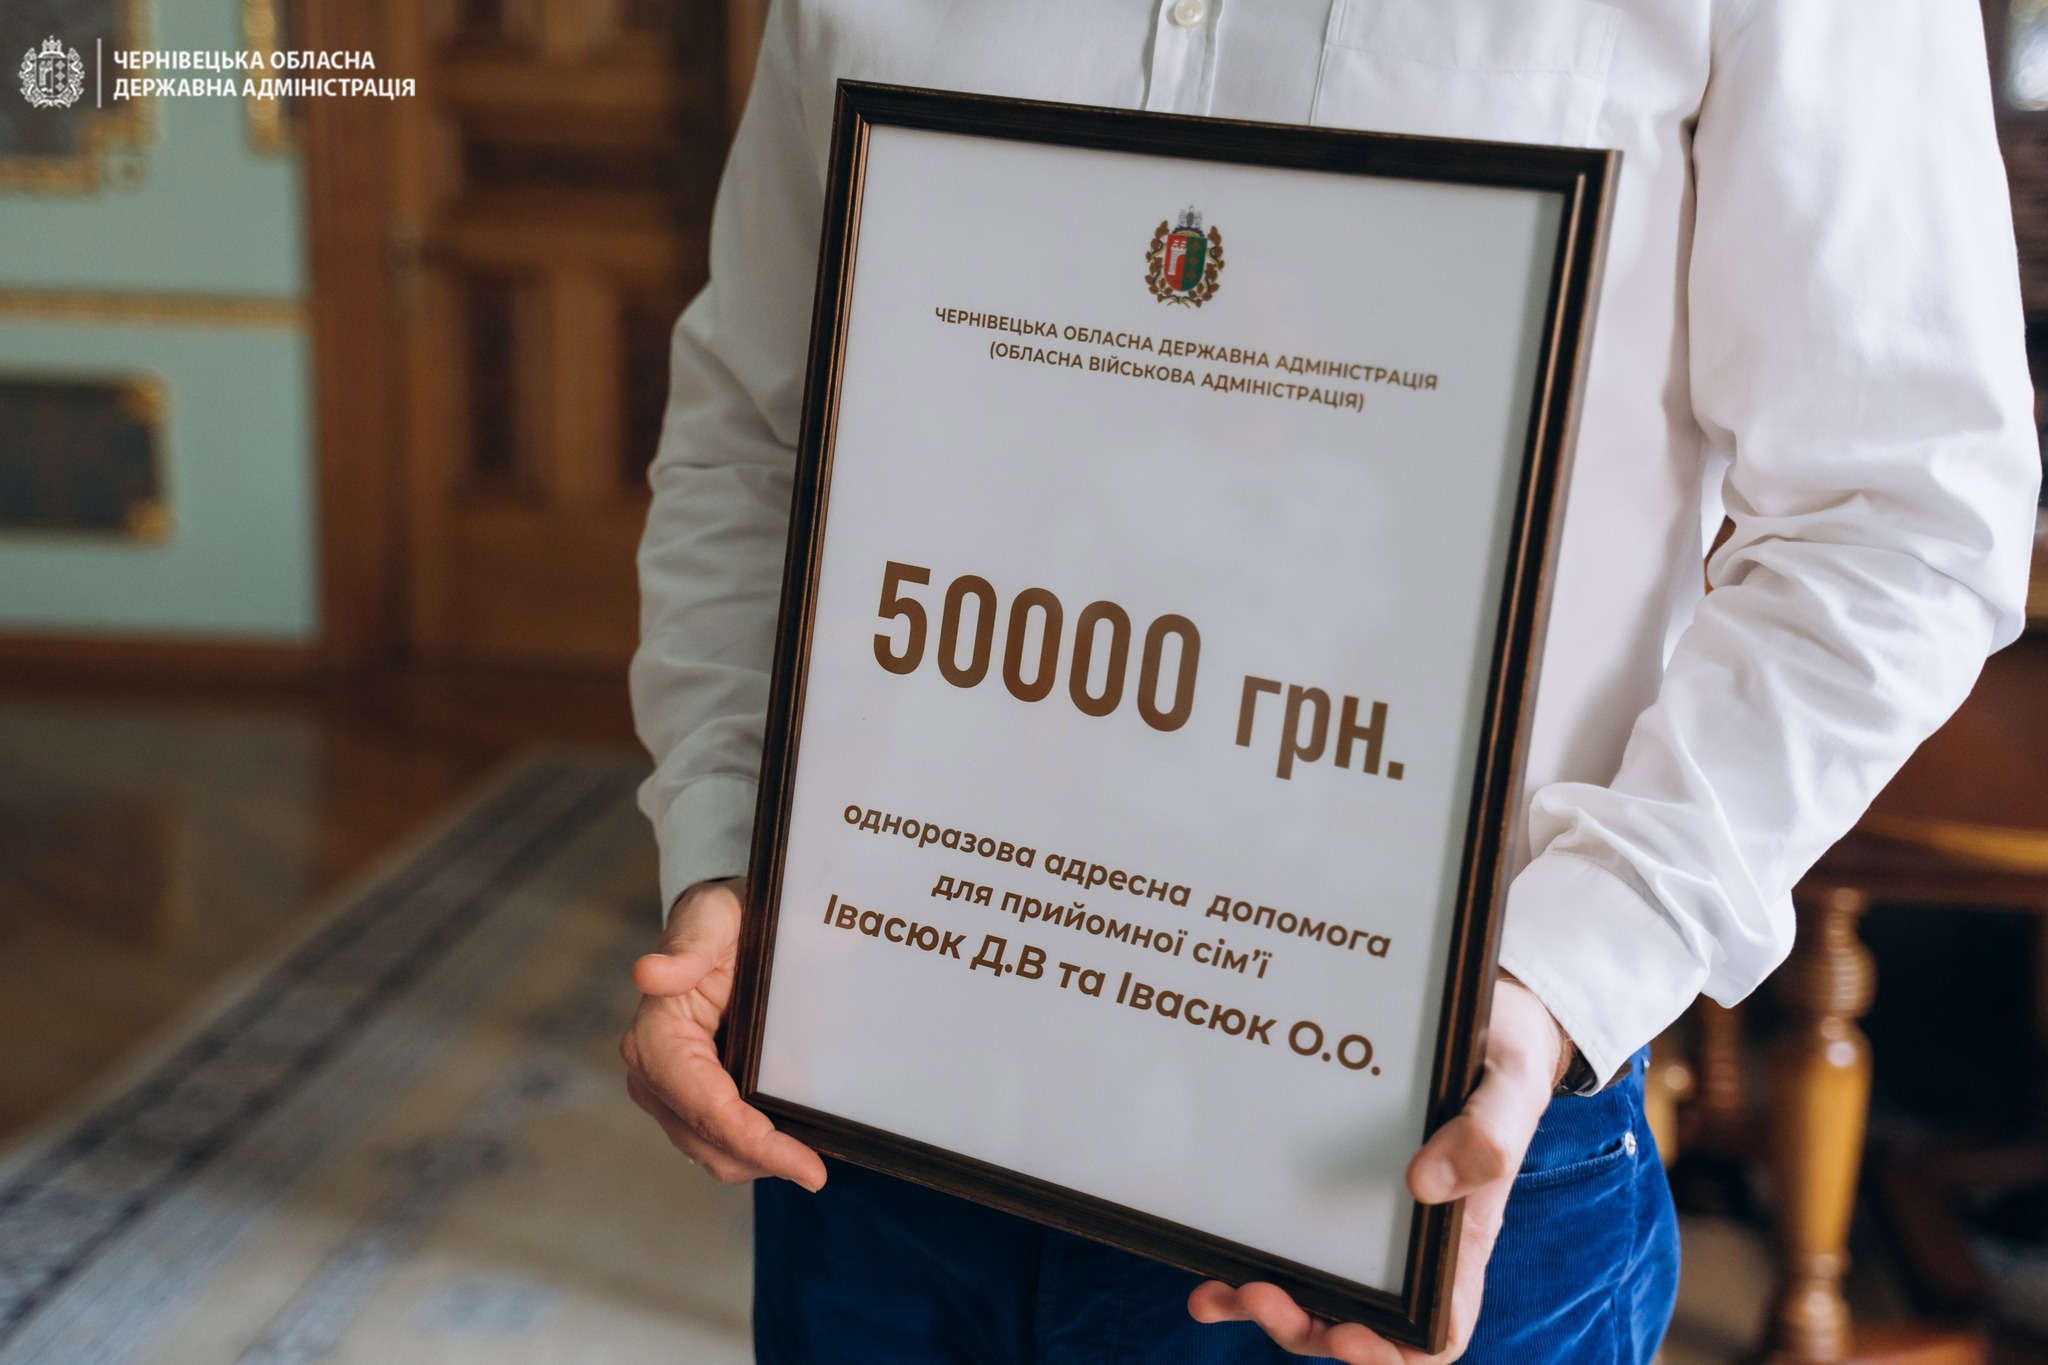 ЧЕРНІВЕЦЬКА ОБЛАСНА
ДЕРЖАВНА АДМІНІСТРАЦІЯ
ЧЕРНІВЕЦЬКА ОБЛАСНА ДЕРЖАВНА АДМІНІСТРАЦІЯ
(ОБЛАСНА ВІЙСЬКОВА АДМІНІСТРАЦІЯ)
50000 грн.
одноразова адресна допомога
для прийомної сім’ї
Івасюк Д.В та Івасюк О.О.